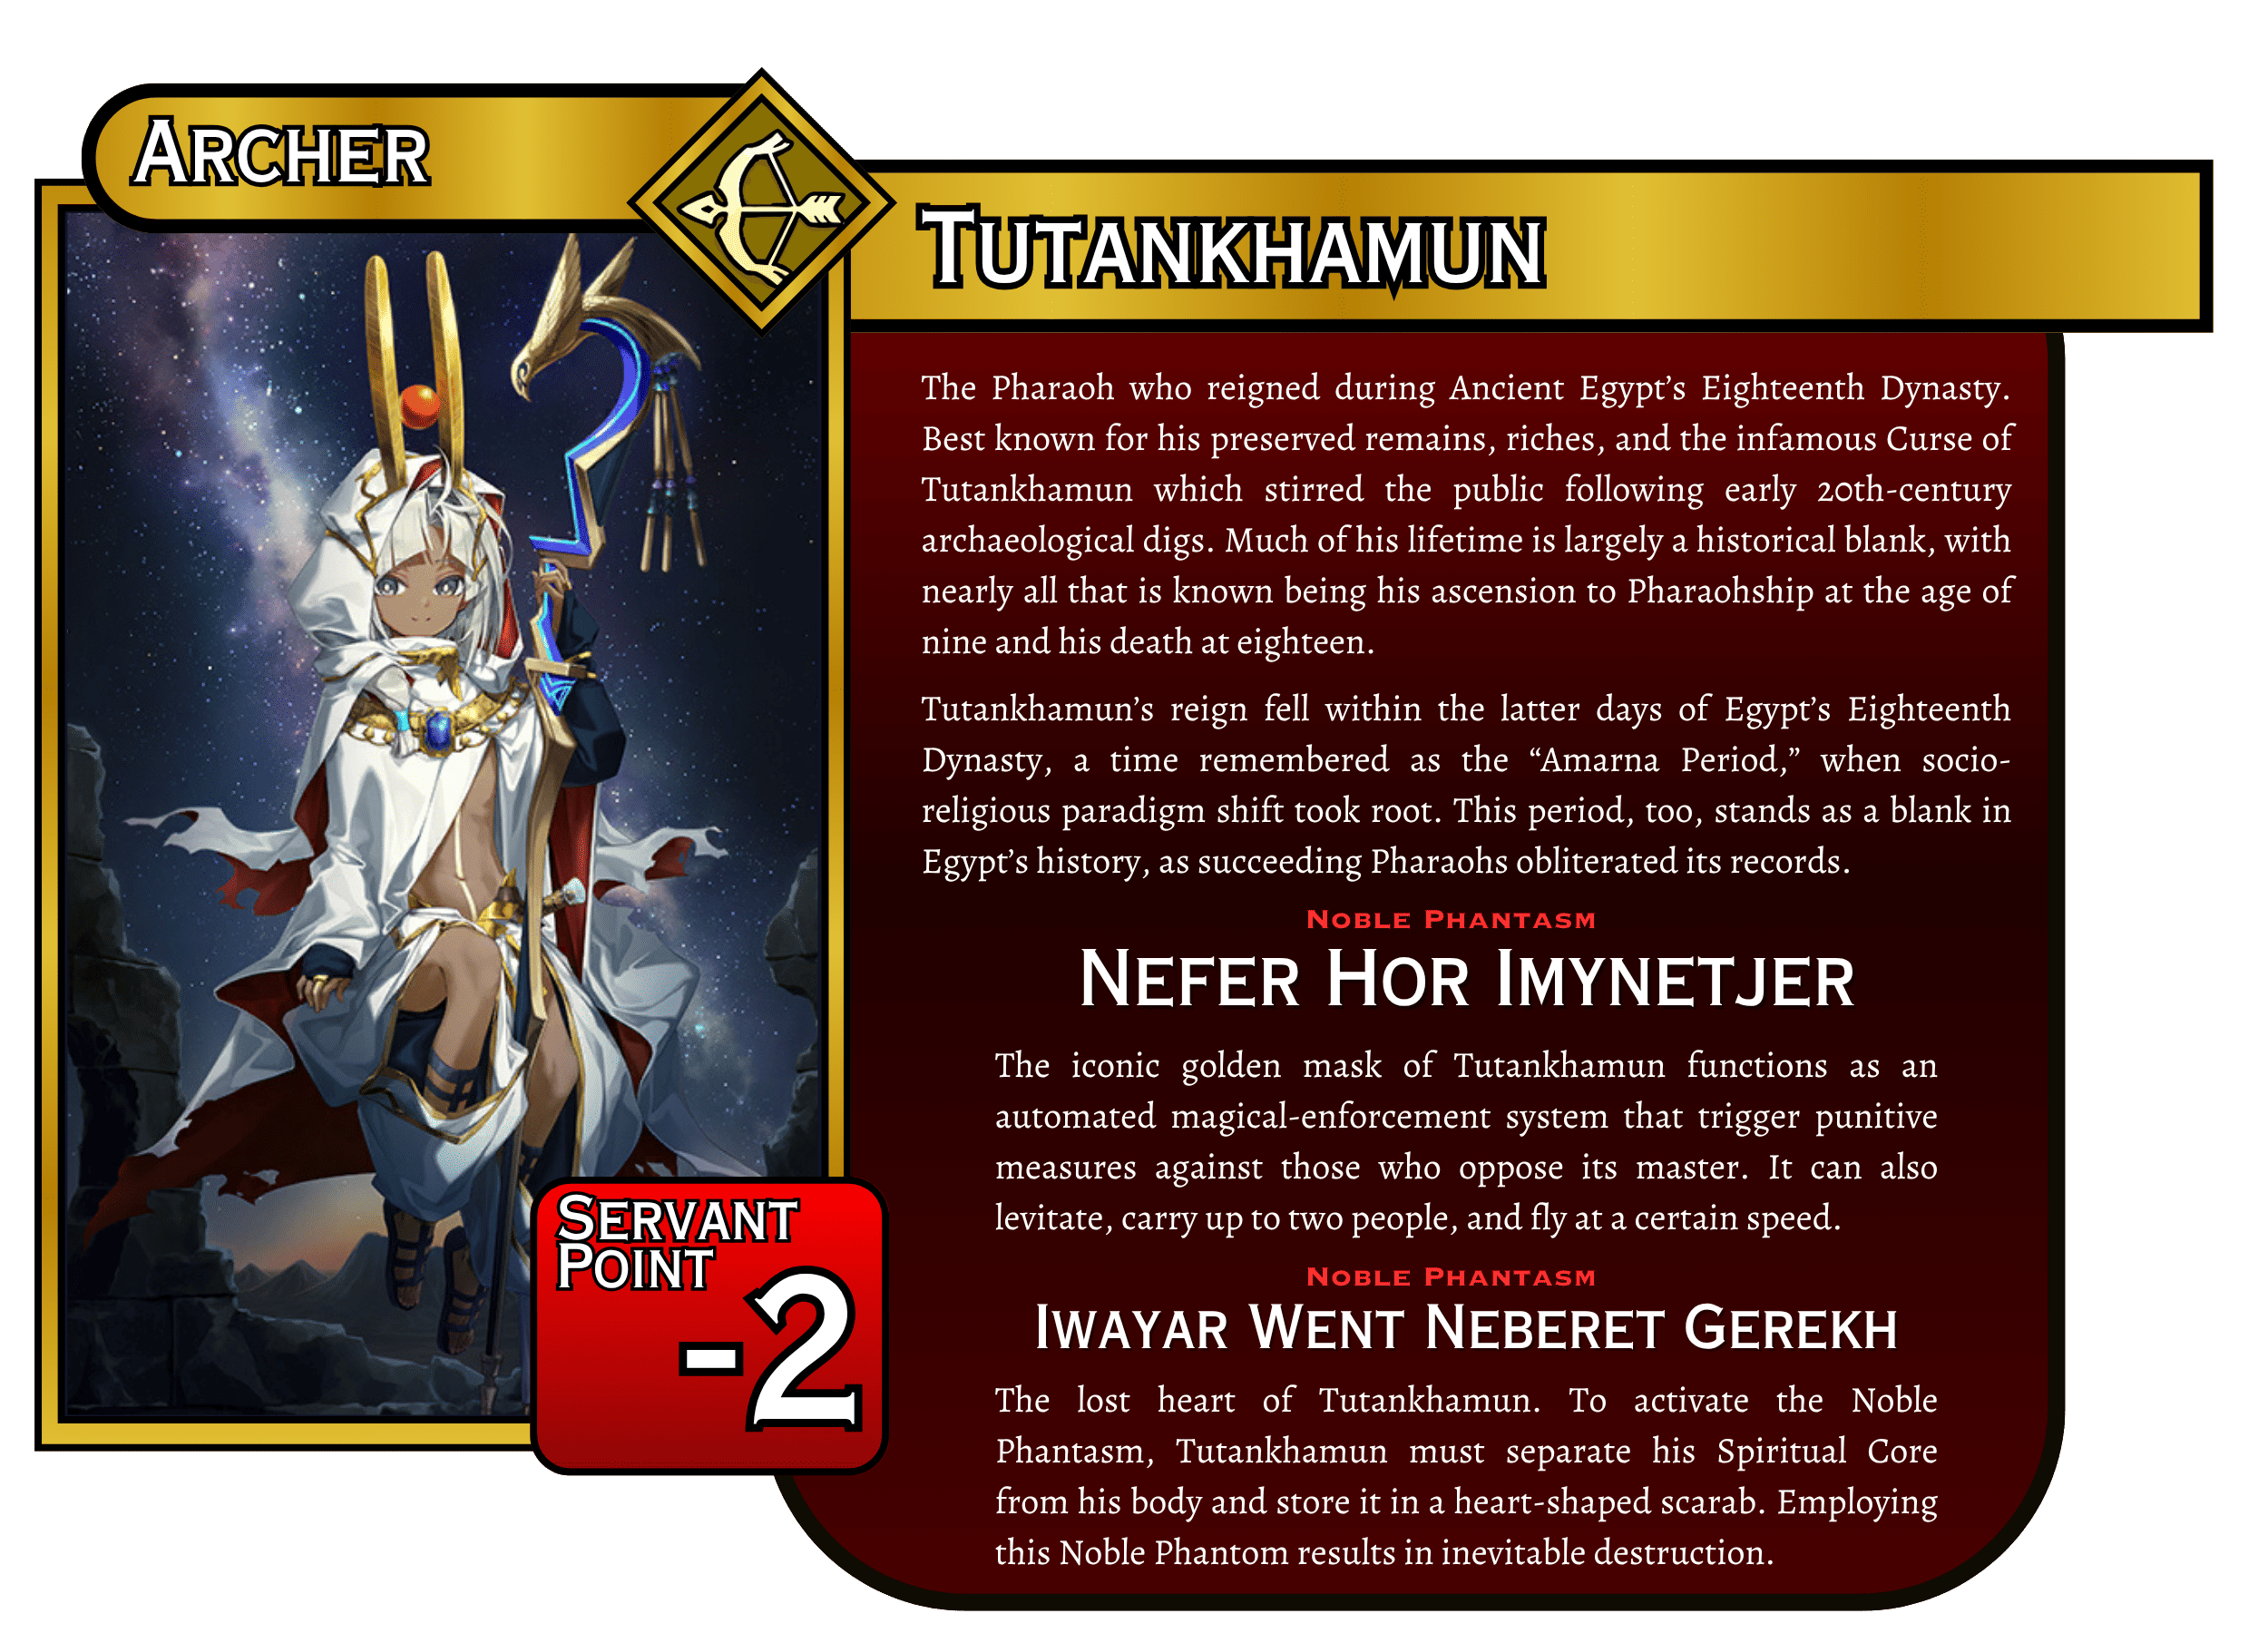 Archer
Tutankhamun
The Pharaoh who reigned during Ancient Egypt’s Eighteenth Dynasty.
Best known for his preserved remains, riches, and the infamous Curse of
Tutankhamun which stirred the public following early 20th-century
archaeological digs. Much of his lifetime is largely a historical blank, with
nearly all that is known being his ascension to Pharaohship at the age of
nine and his death at eighteen.
Tutankhamun’s reign fell within the latter days of Egypt’s Eighteenth
Dynasty, a time remembered as the “Amarna Period,” when socio-
religious paradigm shift took root. This period, too, stands as a blank in
Egypt’s history, as succeeding Pharaohs obliterated its records.
Noble Phantasm
Nefer Hor Imynetjer
The iconic golden mask of Tutankhamun functions as an
automated magical-enforcement system that trigger punitive
measures against those who oppose its master. It can also
levitate, carry up to two people, and fly at a certain speed.
Noble Phantasm
Iwayar Went Neberet Gerekh
The lost heart of Tutankhamun. To activate the Noble
Phantasm, Tutankhamun must separate his Spiritual Core
from his body and store it in a heart-shaped scarab. Employing
this Noble Phantom results in inevitable destruction.
Servant
Point
-2